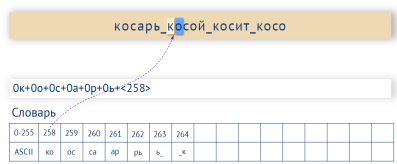 косарь_косой_косит_косо
0к+0о+0с+0а+0р+0ь+<258>
Словарь
0-255 258 259 260 261 262 263 264
ASCII ко ос са ар рь ь_ _к